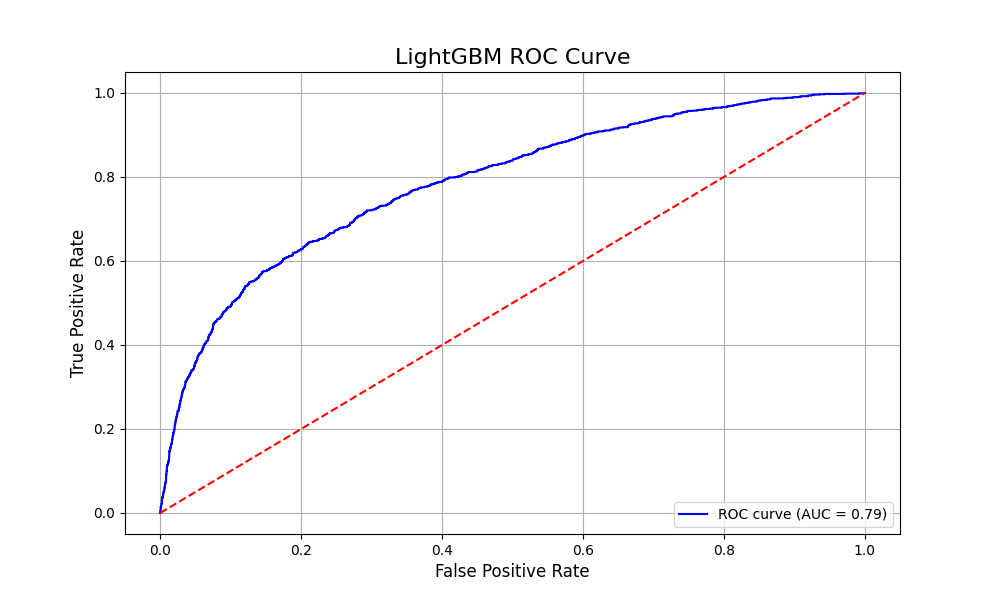 LightGBM ROC Curve
True Positive Rate
1.0
0.8
0.6
0.4
0.2
0.0
0.0 0.2 0.4 0.6 0.8 1.0
False Positive Rate
ROC curve (AUC = 0.79)